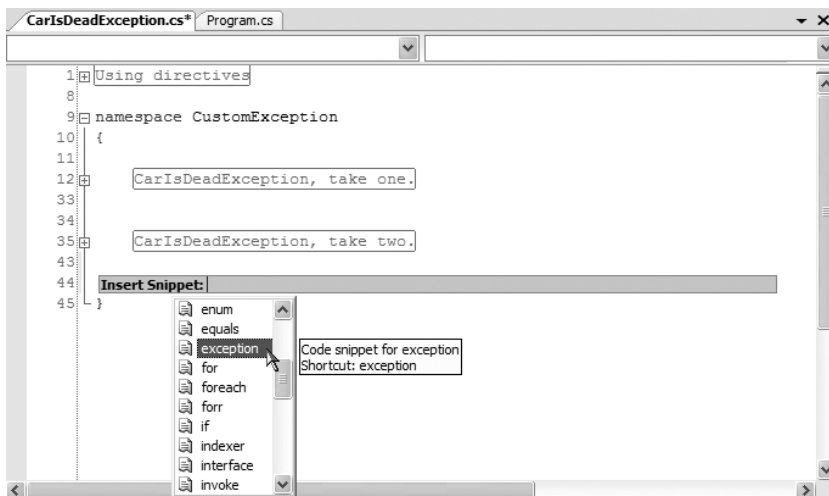 CarIsDeadException.cs* Program.cs
1 Using directives
8
9 namespace CustomException
10 {
11
12 CarIsDeadException, take one.
33
34
35 CarIsDeadException, take two.
43
44 Insert Snippet:
45 }
enum
equals
exception
Code snippet for exception
Shortcut: exception
for
foreach
forr
if
indexer
interface
invoke